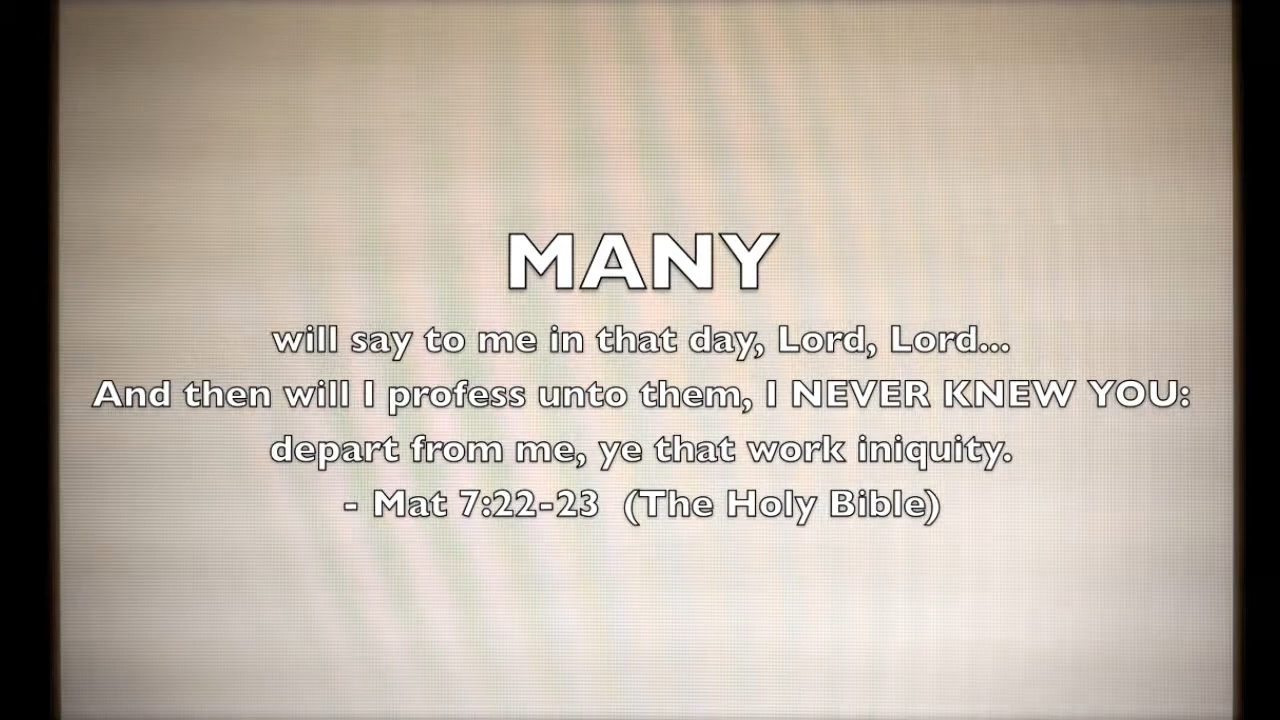 MANY
will say to me in that day, Lord, Lord...
And then will I profess unto them, I NEVER KNEW YOU:
depart from me, ye that work iniquity.
- Mat 7:22-23 (The Holy Bible)